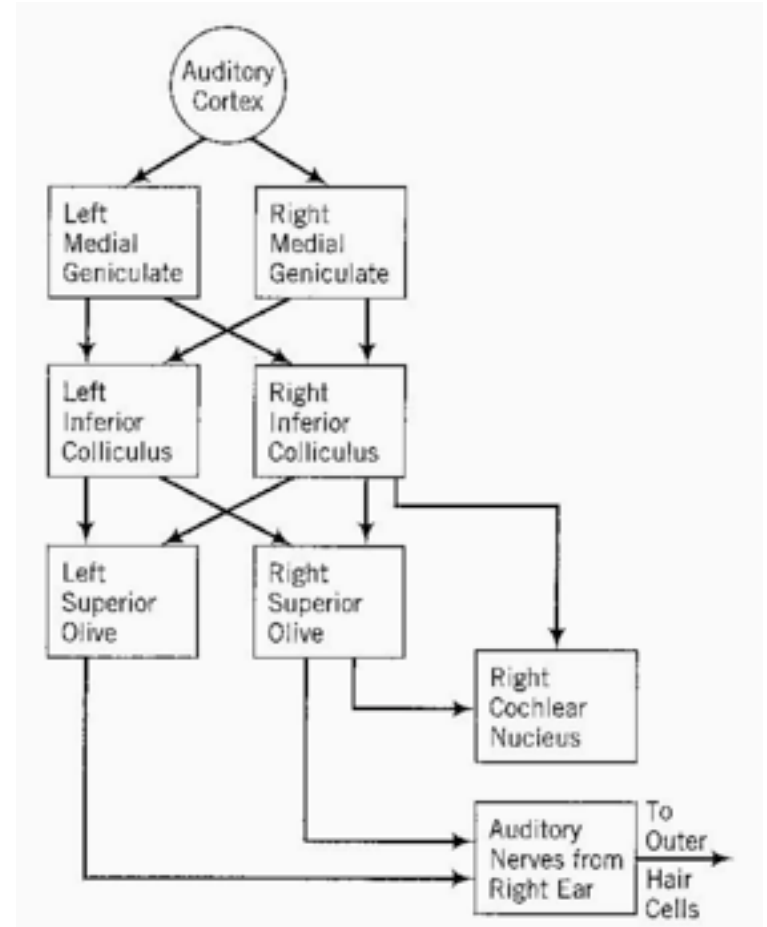 Auditory
Cortex
Left
Medial
Geniculate
Right
Medial
Geniculate
Left
Inferior
Colliculus
Right
Inferior
Colliculus
Left
Superior
Olive
Right
Superior
Olive
Right
Cochlear
Nucleus
Auditory
Nerves from
Right Ear
To
Outer
Hair
Cells